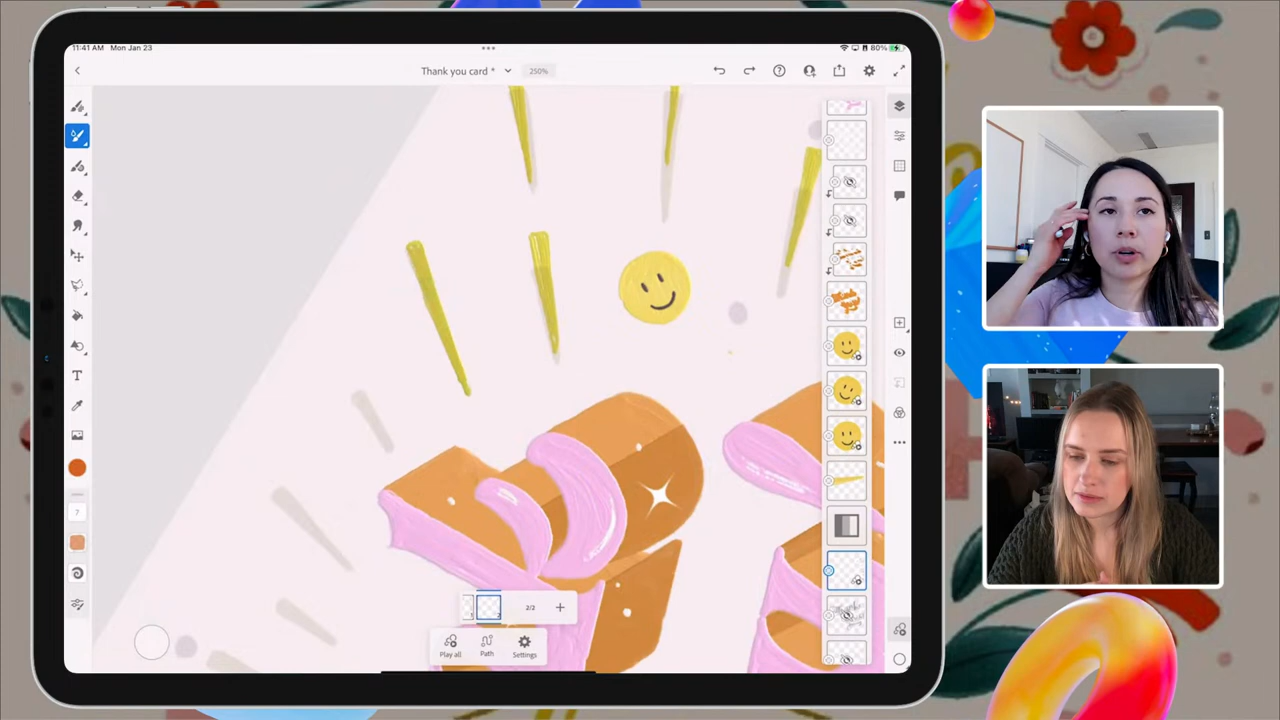 11:41 AM Mon Jan 23
80%
Thank you card *
250%
T
7
2/2
Play all
Path
Settings